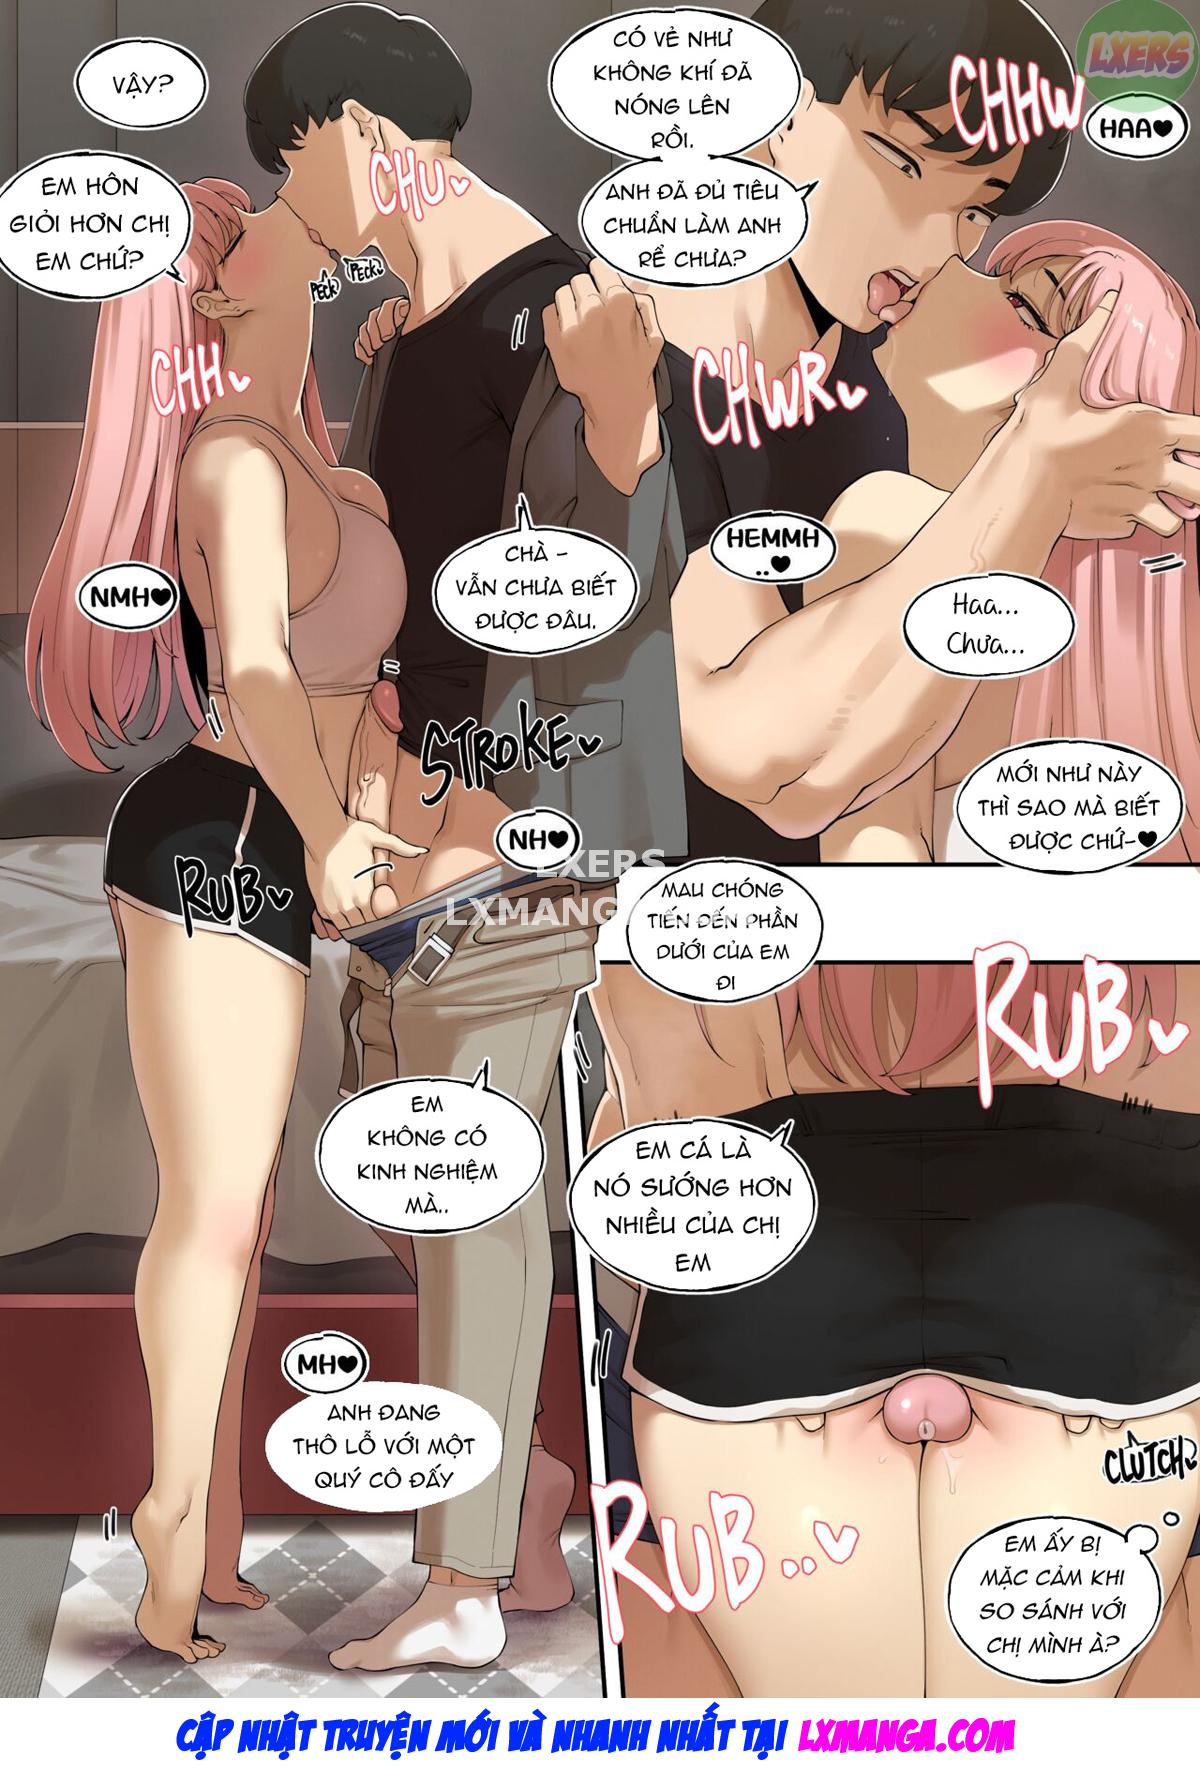 VẬY?
EM HÔN
GIỎI HƠN CHỊ
EM CHỨ?
CHU
PECK
PECK
CHH
NMH
CHÀ -
VẪN CHƯA BIẾT
ĐƯỢC ĐÂU.
STROKE
NH
RUB
EM
KHÔNG CÓ
KINH NGHIỆM
MÀ..
MH
ANH ĐANG
THÔ LỖ VỚI MỘT
QUÝ CÔ ĐẤY
CÓ VẺ NHƯ
KHÔNG KHÍ ĐÃ
NÓNG LÊN
RỒI.
ANH ĐÃ ĐỦ TIÊU
CHUẨN LÀM ANH
RỂ CHƯA?
CHHW
LXERS
HAA
CHWR
HEMMH
..
Haa...
Chưa...
MỚI NHƯ NÀY
THÌ SAO MÀ BIẾT
ĐƯỢC CHỨ-
LXERS
LXMANG
MAU CHÓNG
TIẾN ĐẾN PHẦN
DƯỚI CỦA EM
ĐI
RUB
EM CÁ LÀ
NÓ SƯỚNG HƠN
NHIỀU CỦA CHỊ
EM
CLUTCH
RUB..
EM ẤY BỊ
MẶC CẢM KHI
SO SÁNH VỚI
CHỊ MÌNH À?
CẬP NHẬT TRUYỆN MỚI VÀ NHANH NHẤT TẠI LXMANGA.COM